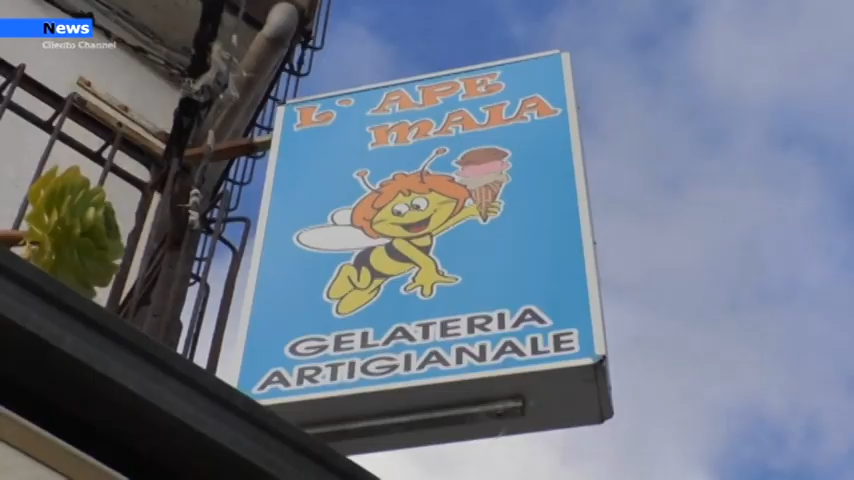 News
Cilento Channel
L'APE
MAIA
GELATERIA
ARTIGIANALE